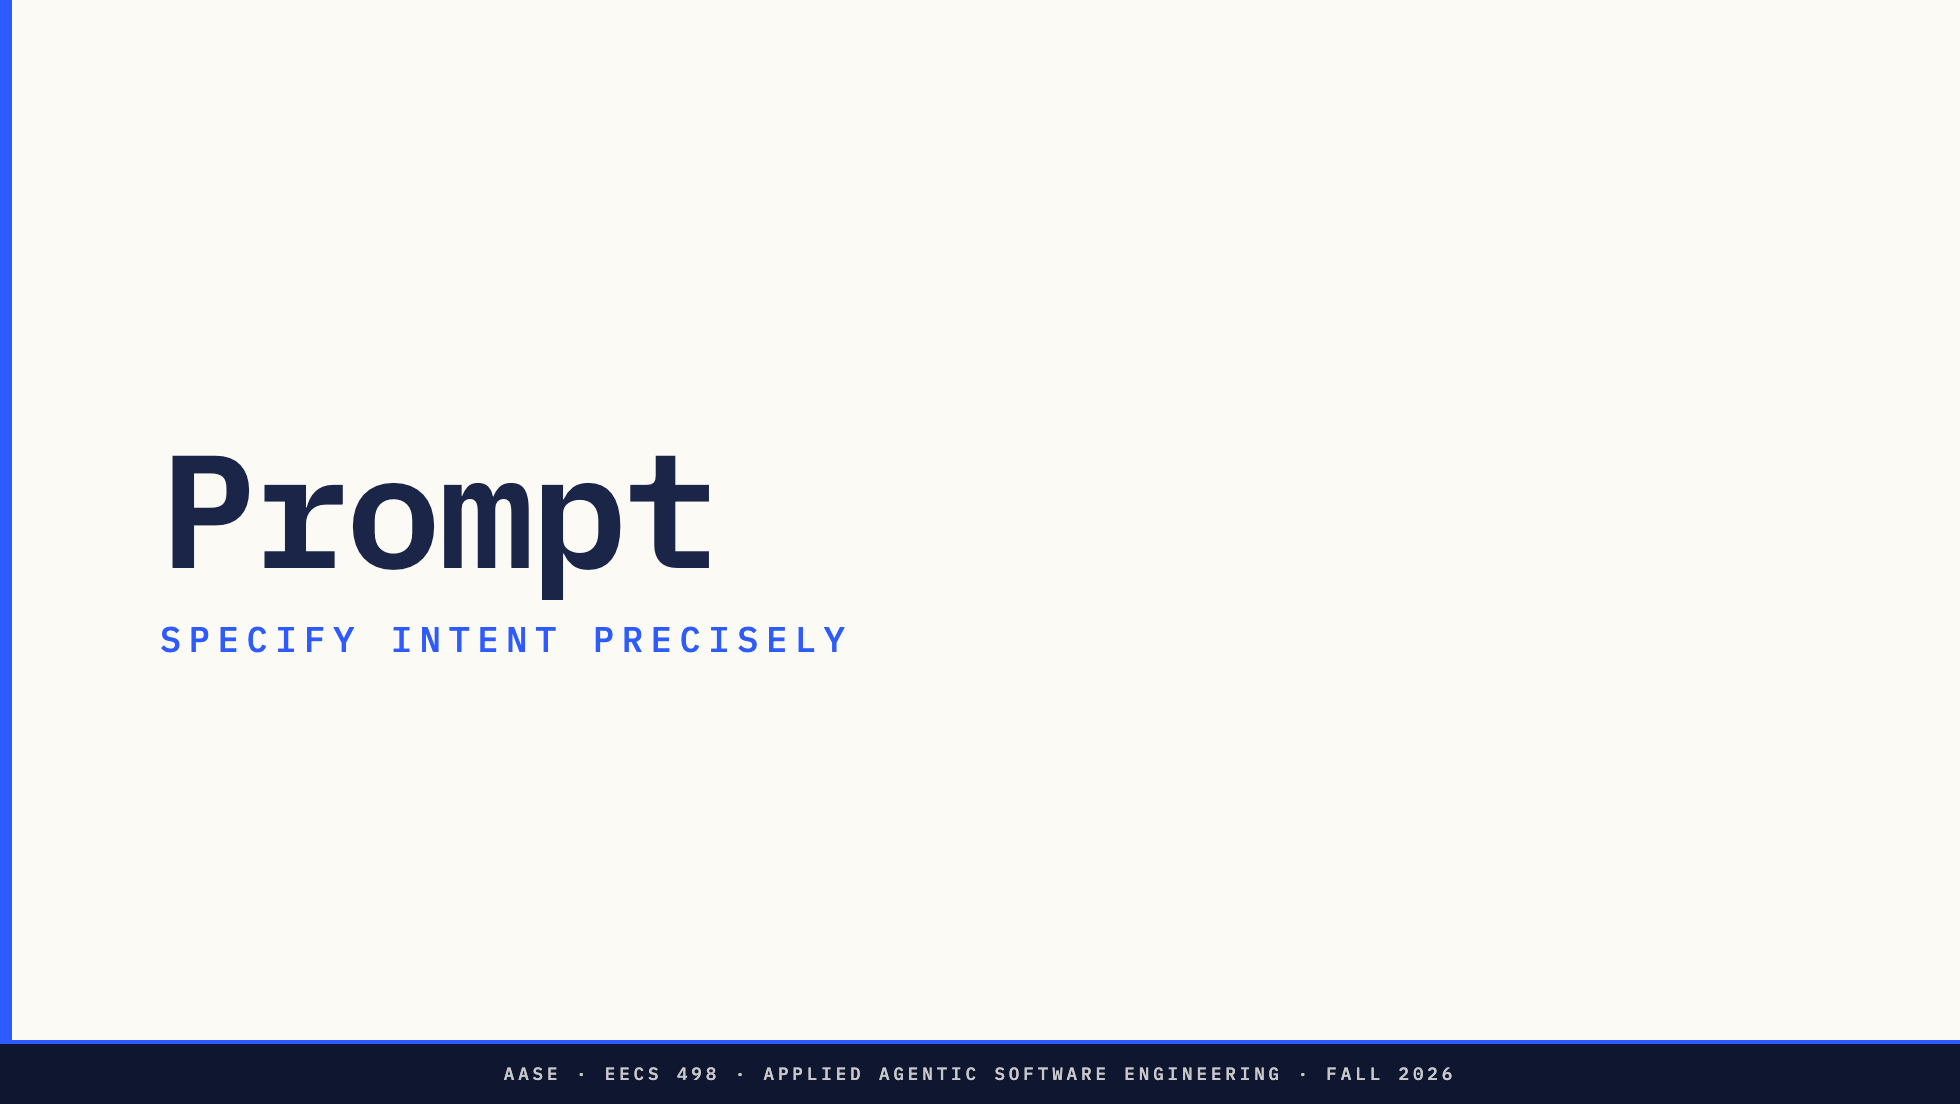 Prompt
SPECIFY INTENT PRECISELY
AASE · EECS 498 · APPLIED AGENTIC SOFTWARE ENGINEERING · FALL 2026